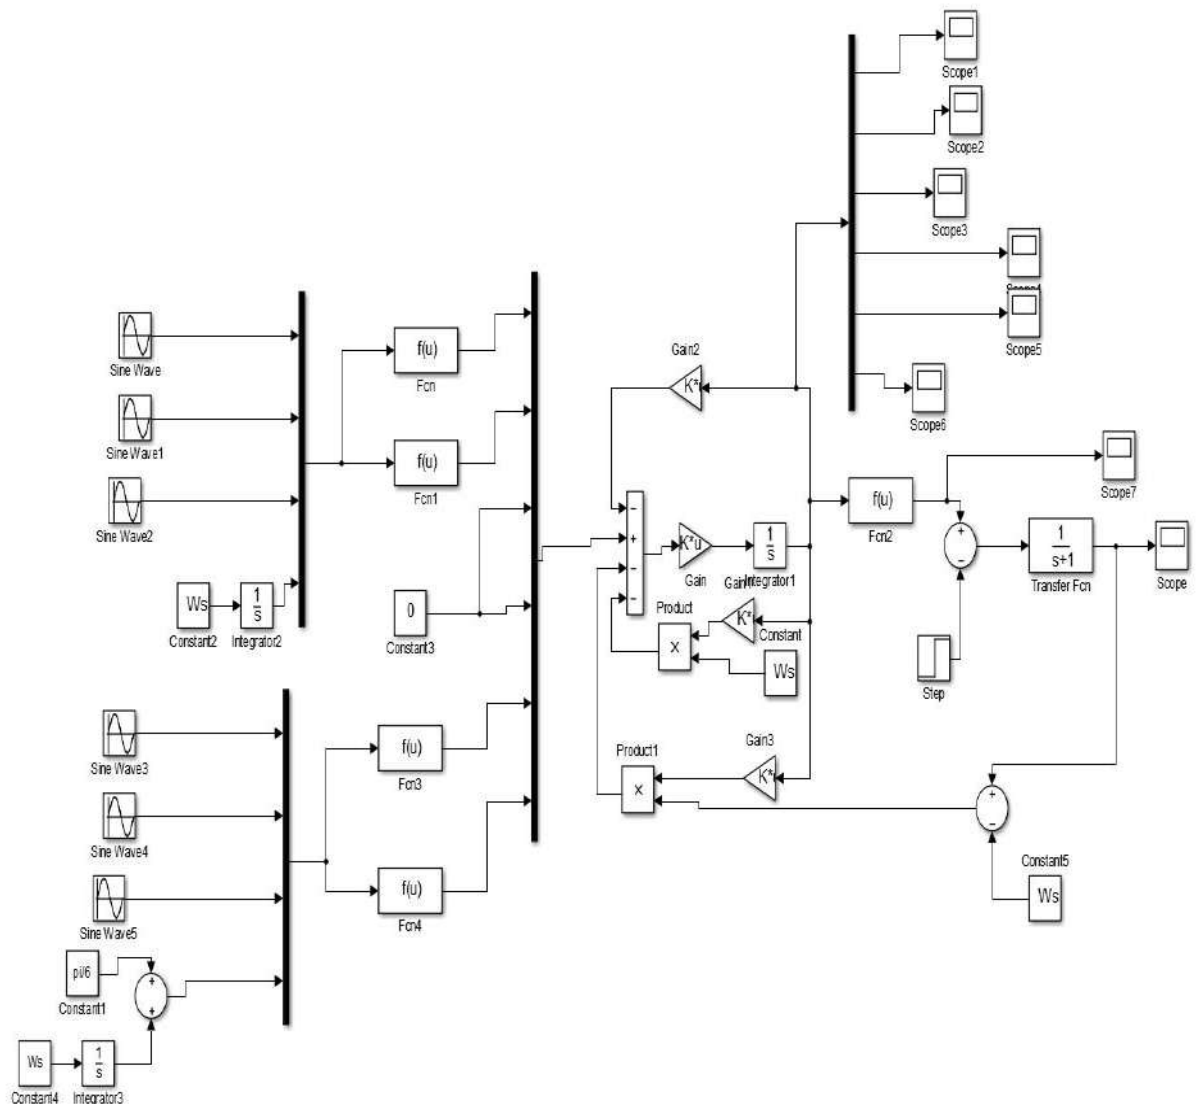 Scope1
Scope2
Scope3
Scope5
Scope6
Sine Wave
Sine Wave1
Sine Wave2
Ws
Constant2
1
s
Integrator2
f(u)
Fcn
f(u)
Fcn1
0
Constant3
Gain2
K*
−
+
−
−
K*u
Gain
1
s
Integrator1
f(u)
Fcn2
Scope7
+
−
1
s+1
Transfer Fcn
Scope
Step
Product
×
K*
Constant
Ws
Product1
×
Gain3
K*
+
−
Constant5
Ws
Sine Wave3
Sine Wave4
Sine Wave5
f(u)
Fcn3
f(u)
Fcn4
pi/6
Constant1
+
+
Ws
Constant4
1
s
Integrator3